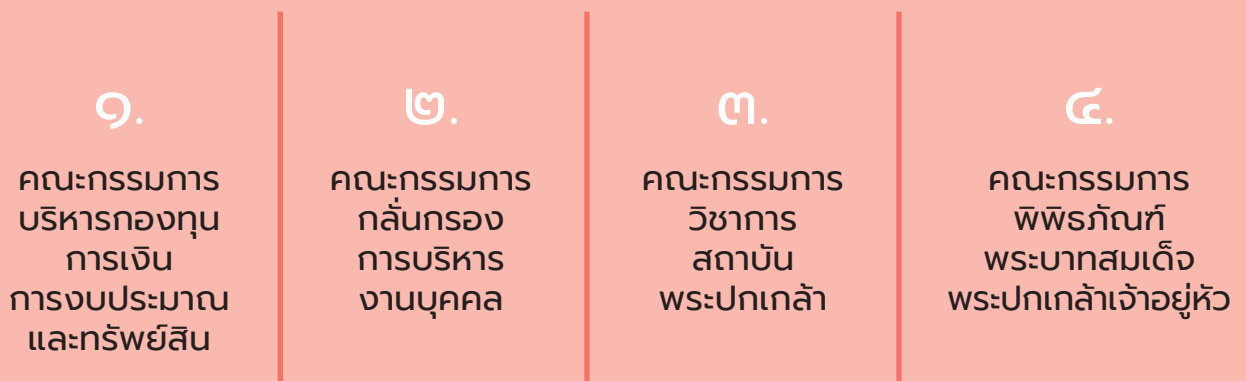 ๑.
คณะกรรมการ
บริหารกองทุน
การเงิน
การงบประมาณ
และทรัพย์สิน
๒.
คณะกรรมการ
กลั่นกรอง
การบริหาร
งานบุคคล
๓.
คณะกรรมการ
วิชาการ
สถาบัน
พระปกเกล้า
๔.
คณะกรรมการ
พิพิธภัณฑ์
พระบาทสมเด็จ
พระปกเกล้าเจ้าอยู่หัว